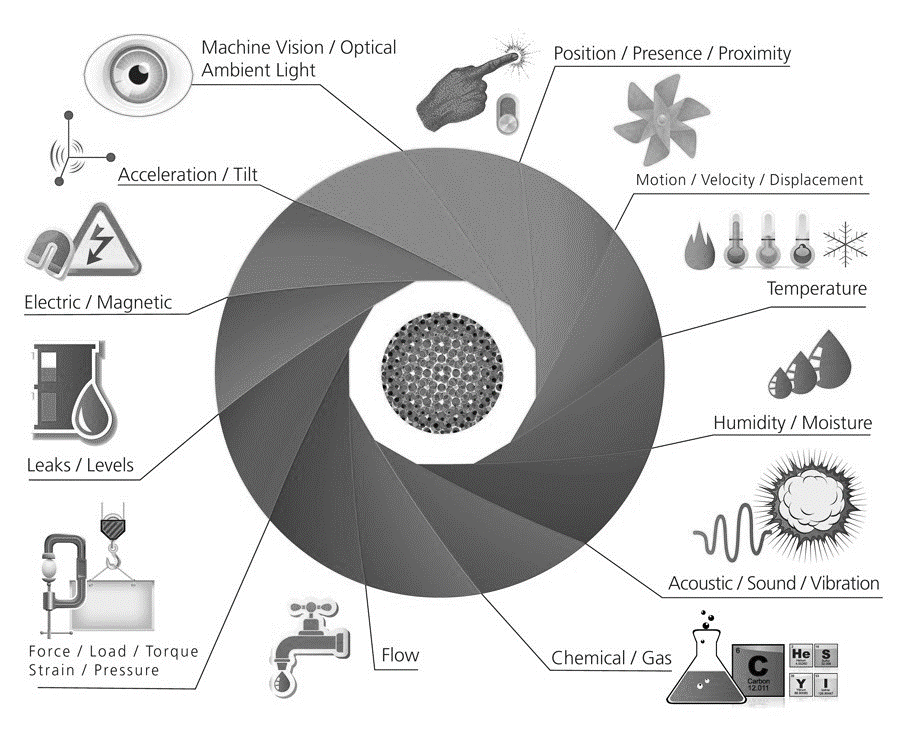 Machine Vision / Optical
Ambient Light
Position / Presence / Proximity
Acceleration / Tilt
Motion / Velocity / Displacement
Electric / Magnetic
Temperature
Humidity / Moisture
Leaks / Levels
Acoustic / Sound / Vibration
Force / Load / Torque
Strain / Pressure
Flow
Chemical / Gas
6
C
Carbon
12.011
He
S
Y
I